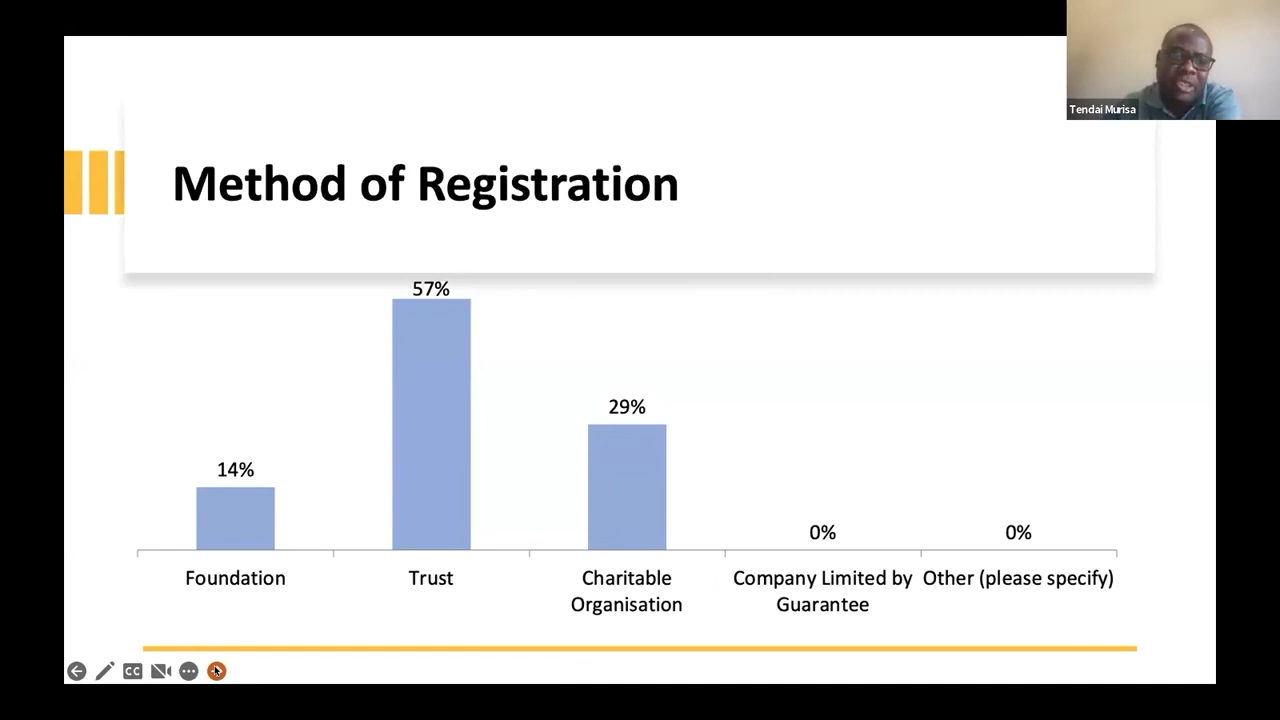 Tendai Murisa
Method of Registration
57%
29%
14%
0%
0%
Foundation
Trust
Charitable
Organisation
Company Limited by
Guarantee
Other (please specify)
CC